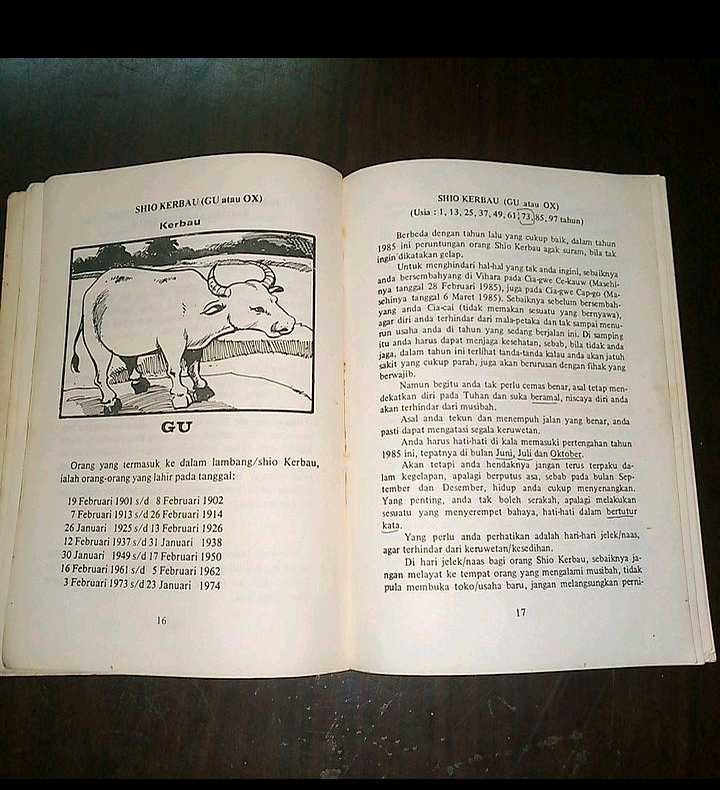 SHIO KERBAU (GU atau OX)
Kerbau
GU
Orang yang termasuk ke dalam lambang/shio Kerbau,
ialah orang-orang yang lahir pada tanggal:
19 Februari 1901 s/d 8 Februari 1902
7 Februari 1913 s/d 26 Februari 1914
26 Januari 1925 s/d 13 Februari 1926
12 Februari 1937 s/d 31 Januari 1938
30 Januari 1949 s/d 17 Februari 1950
16 Februari 1961 s/d 5 Februari 1962
3 Februari 1973 s/d 23 Januari 1974
16
SHIO KERBAU (GU atau OX)
(Usia : 1, 13, 25, 37, 49, 61, 73, 85, 97 tahun)
Berbeda dengan tahun lalu yang cukup baik, dalam tahun
1985 ini peruntungan orang Shio Kerbau agak suram, bila tak
ingin dikatakan gelap.
Untuk menghindari hal-hal yang tak anda ingini, sebaiknya
anda bersembahyang di Vihara pada Cia-gwe Ce-kauw (Masehi-
nya tanggal 28 Februari 1985), juga pada Cia-gwe Cap-go (Ma-
sehinya tanggal 6 Maret 1985). Sebaiknya sebelum bersembah-
yang anda Cia-cai (tidak memakan sesuatu yang bernyawa),
agar diri anda terhindar dari mala-petaka dan tak sampai menu-
run usaha anda di tahun yang sedang berjalan ini. Di samping
itu anda harus dapat menjaga kesehatan, sebab, bila tidak anda
jaga, dalam tahun ini terlihat tanda-tanda kalau anda akan jatuh
sakit yang cukup parah, juga akan berurusan dengan fihak yang
berwajib.
Namun begitu anda tak perlu cemas benar, asal tetap men-
dekatkan diri pada Tuhan dan suka beramal, niscaya diri anda
akan terhindar dari musibah.
Asal anda tekun dan menempuh jalan yang benar, anda
pasti dapat mengatasi segala keruwetan.
Anda harus hati-hati di kala memasuki pertengahan tahun
1985 ini, tepatnya di bulan Juni, Juli dan Oktober.
Akan tetapi anda hendaknya jangan terus terpaku da-
lam kegelapan, apalagi berputus asa, sebab pada bulan Sep-
tember dan Desember, hidup anda cukup menyenangkan.
Yang penting, anda tak boleh serakah, apalagi melakukan
sesuatu yang menyerempet bahaya, hati-hati dalam bertutur
kata.
Yang perlu anda perhatikan adalah hari-hari jelek/naas,
agar terhindar dari keruwetan/kesedihan.
Di hari jelek/naas bagi orang Shio Kerbau, sebaiknya ja-
ngan melayat ke tempat orang yang mengalami musibah, tidak
pula membuka toko/usaha baru, jangan melangsungkan perni-
17